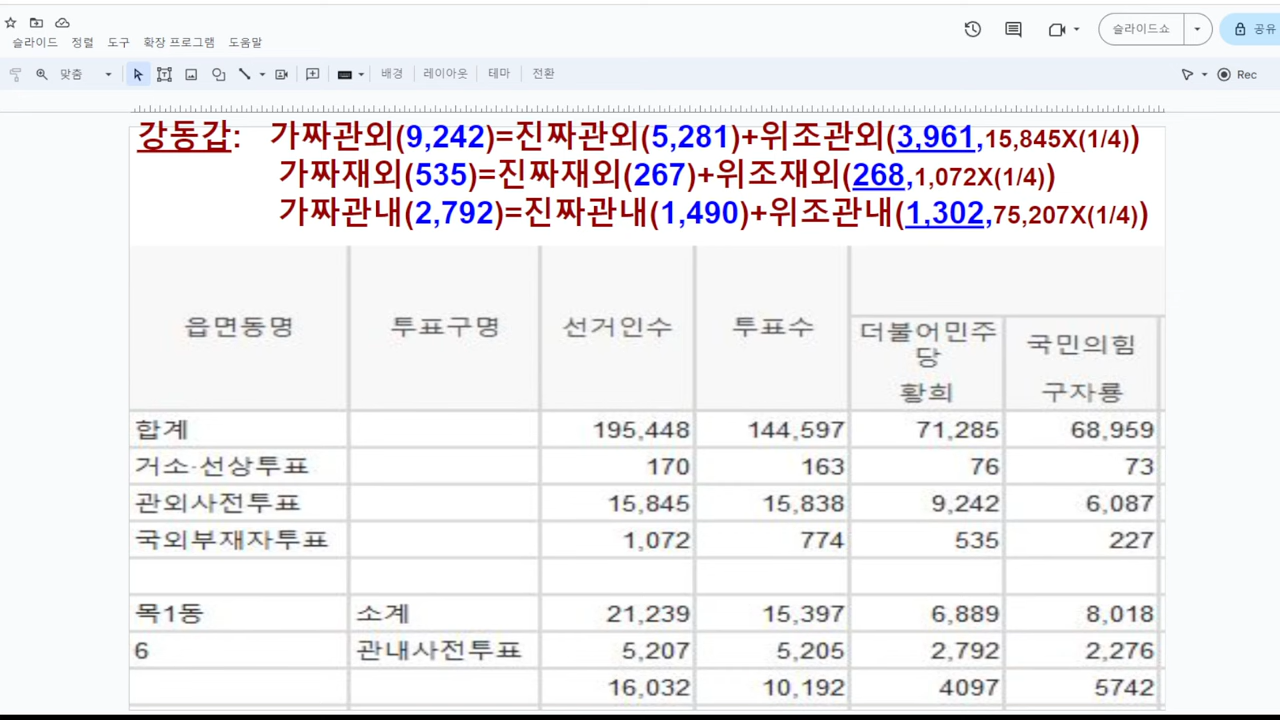 슬라이드 정렬 도구 확장 프로그램 도움말
슬라이드쇼
공유
맞춤
배경 레이아웃 테마 전환
Rec
강동갑: 가짜관외(9,242)=진짜관외(5,281)+위조관외(3,961,15,845X(1/4))
가짜재외(535)=진짜재외(267)+위조재외(268,1,072X(1/4))
가짜관내(2,792)=진짜관내(1,490)+위조관내(1,302,75,207X(1/4))
읍면동명 투표구명 선거인수 투표수
더불어민주
당
황희
국민의힘
구자룡
합계 195,448 144,597 71,285 68,959
거소·선상투표 170 163 76 73
관외사전투표 15,845 15,838 9,242 6,087
국외부재자투표 1,072 774 535 227
목1동 소계 21,239 15,397 6,889 8,018
6 관내사전투표 5,207 5,205 2,792 2,276
16,032 10,192 4097 5742